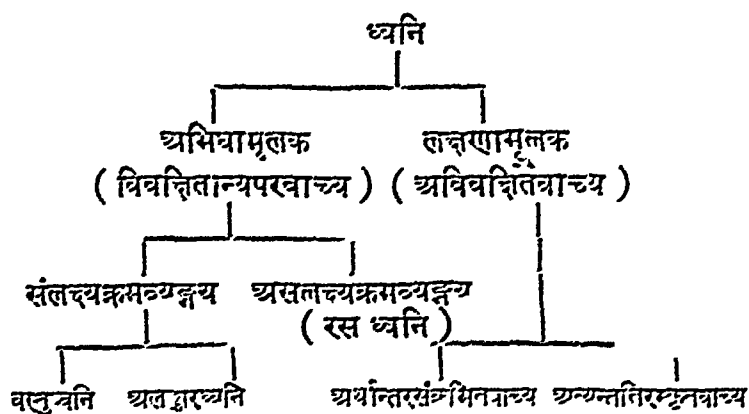 ध्वनि
अभिधामूलक लक्षणामूलक
( विवक्षितान्यपरवाच्य ) ( अविवक्षितवाच्य )
संलक्ष्यक्रमव्यङ्ग्य असंलक्ष्यक्रमव्यङ्ग्य
( रस ध्वनि )
वस्तुध्वनि अलङ्कारध्वनि अर्थान्तरसंक्रमितवाच्य अत्यन्ततिरस्कृतवाच्य